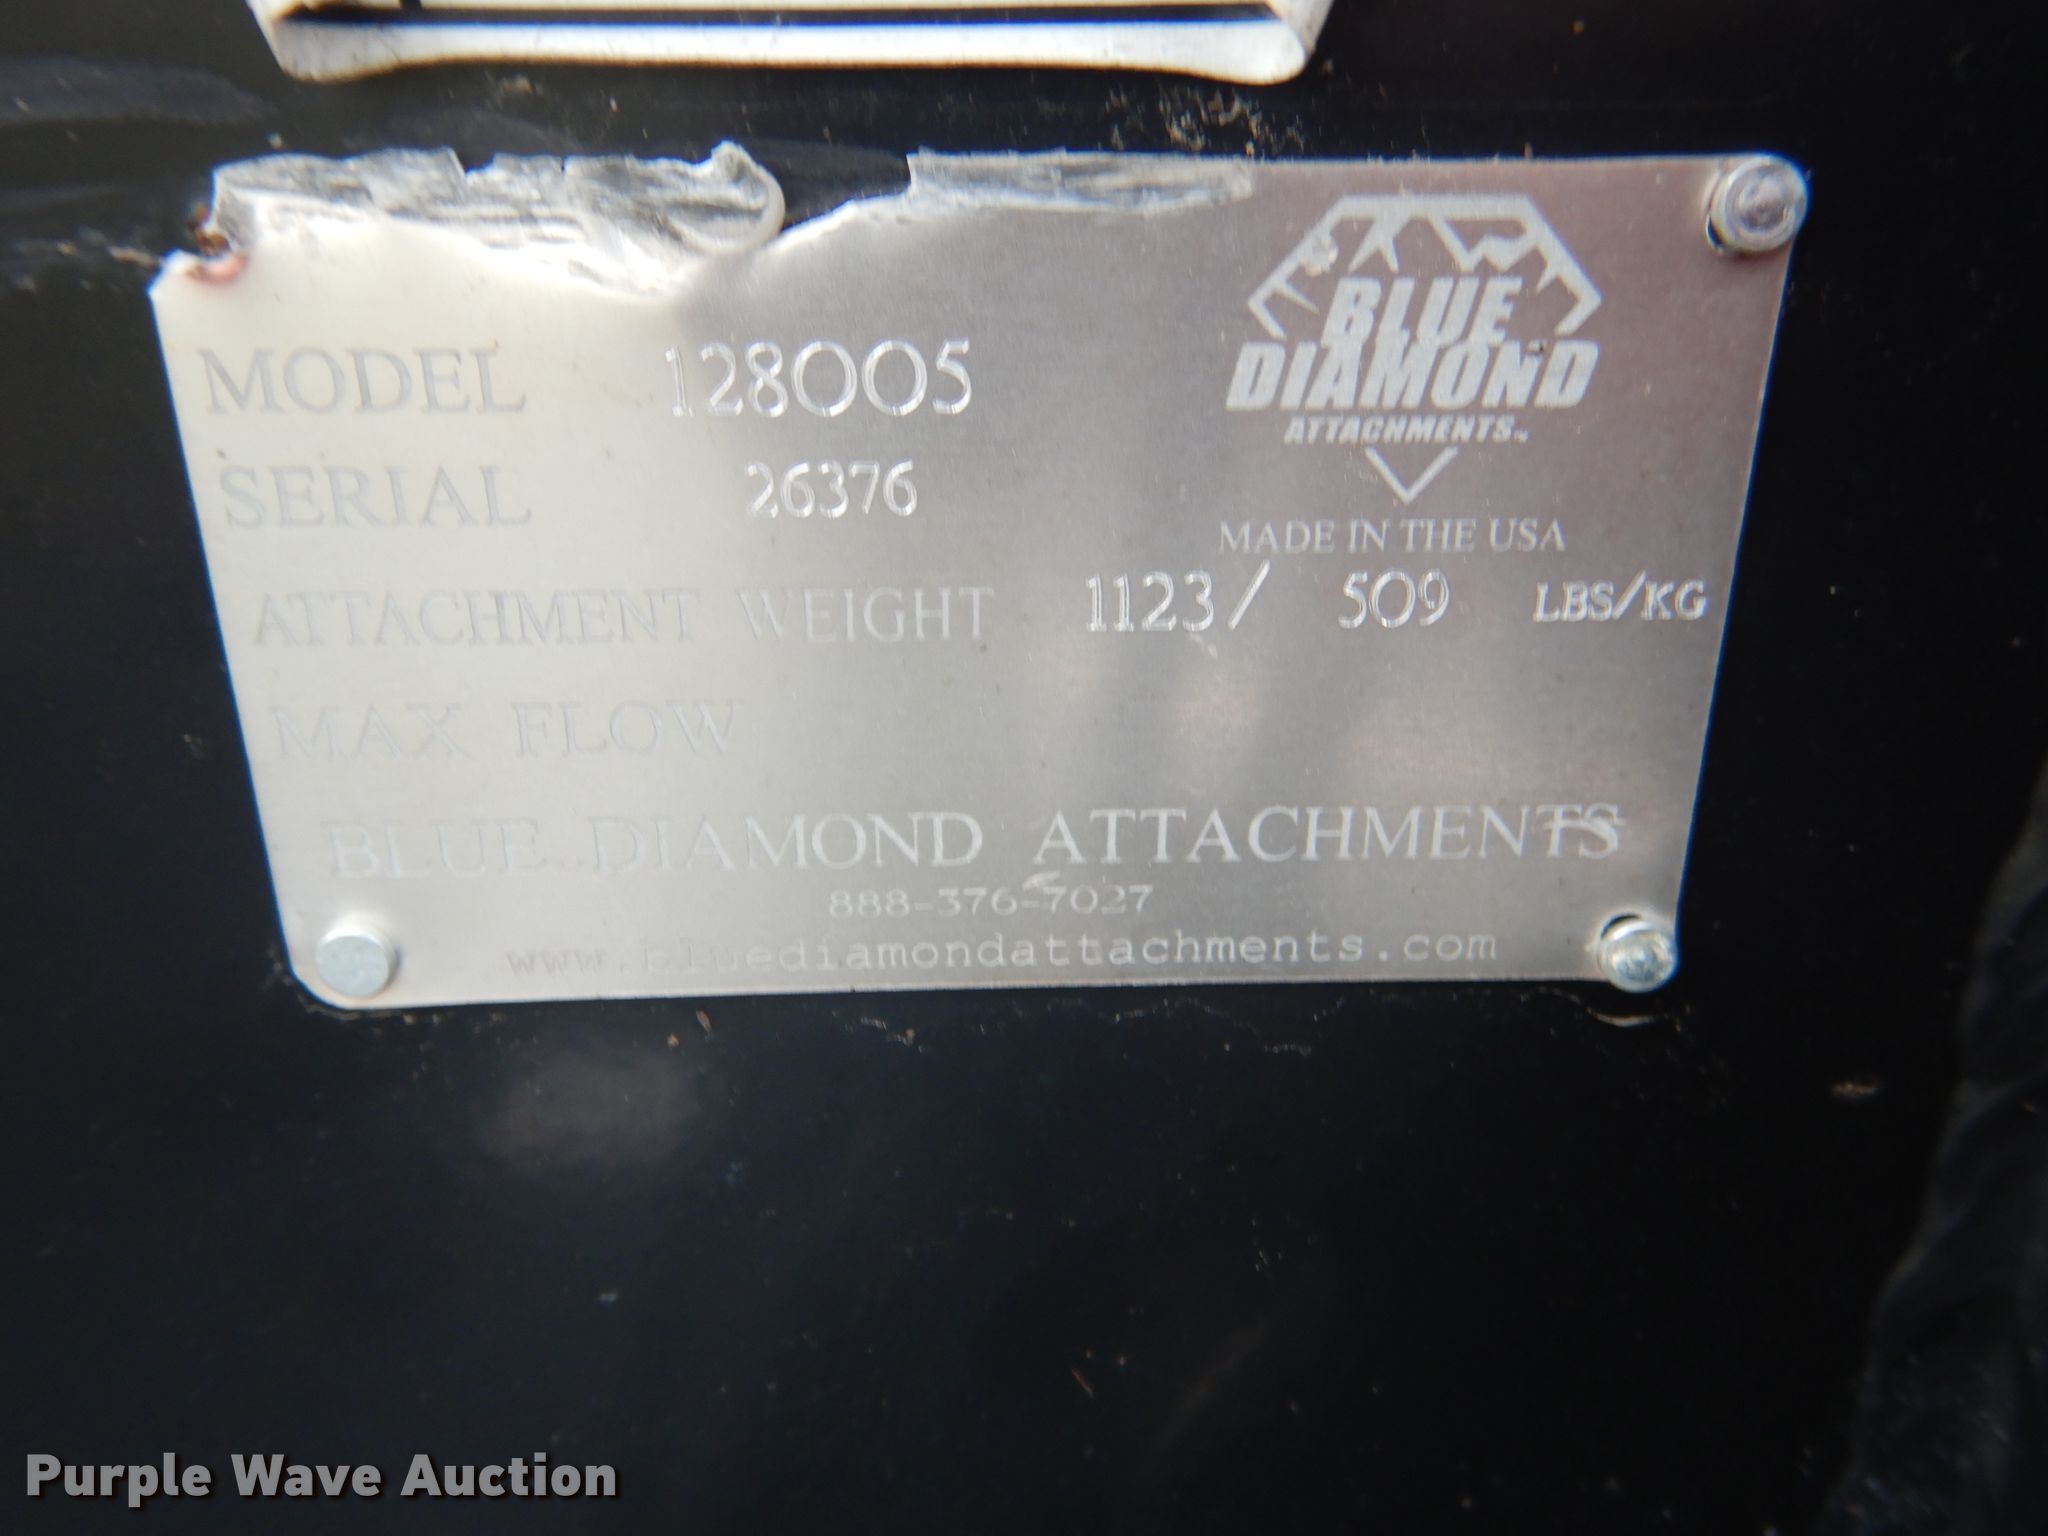 BLUE
DIAMOND
ATTACHMENTS™
MODEL 128005
SERIAL 26376
MADE IN THE USA
ATTACHMENT WEIGHT 1123/ 509 LBS/KG
MAX FLOW
BLUE DIAMOND ATTACHMENTS
888-376-7027
www.bluediamondattachments.com
Purple Wave Auction